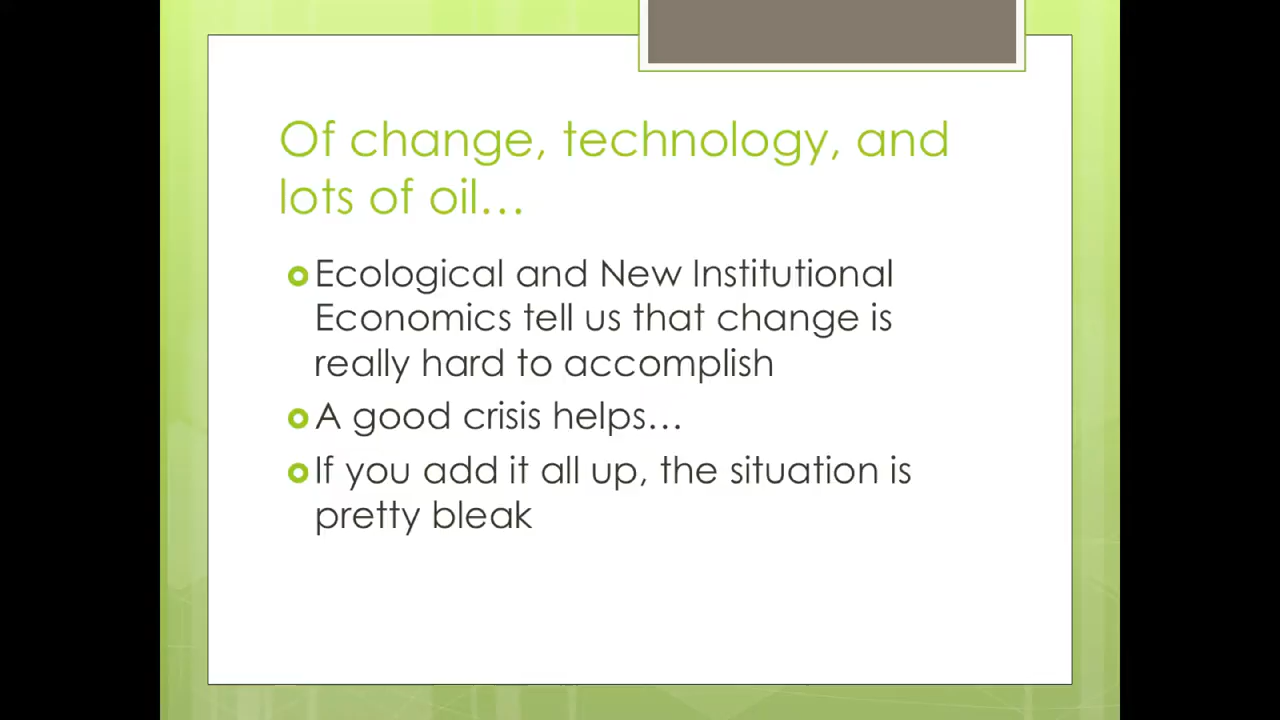 Of change, technology, and
lots of oil…
Ecological and New Institutional
Economics tell us that change is
really hard to accomplish
A good crisis helps…
If you add it all up, the situation is
pretty bleak